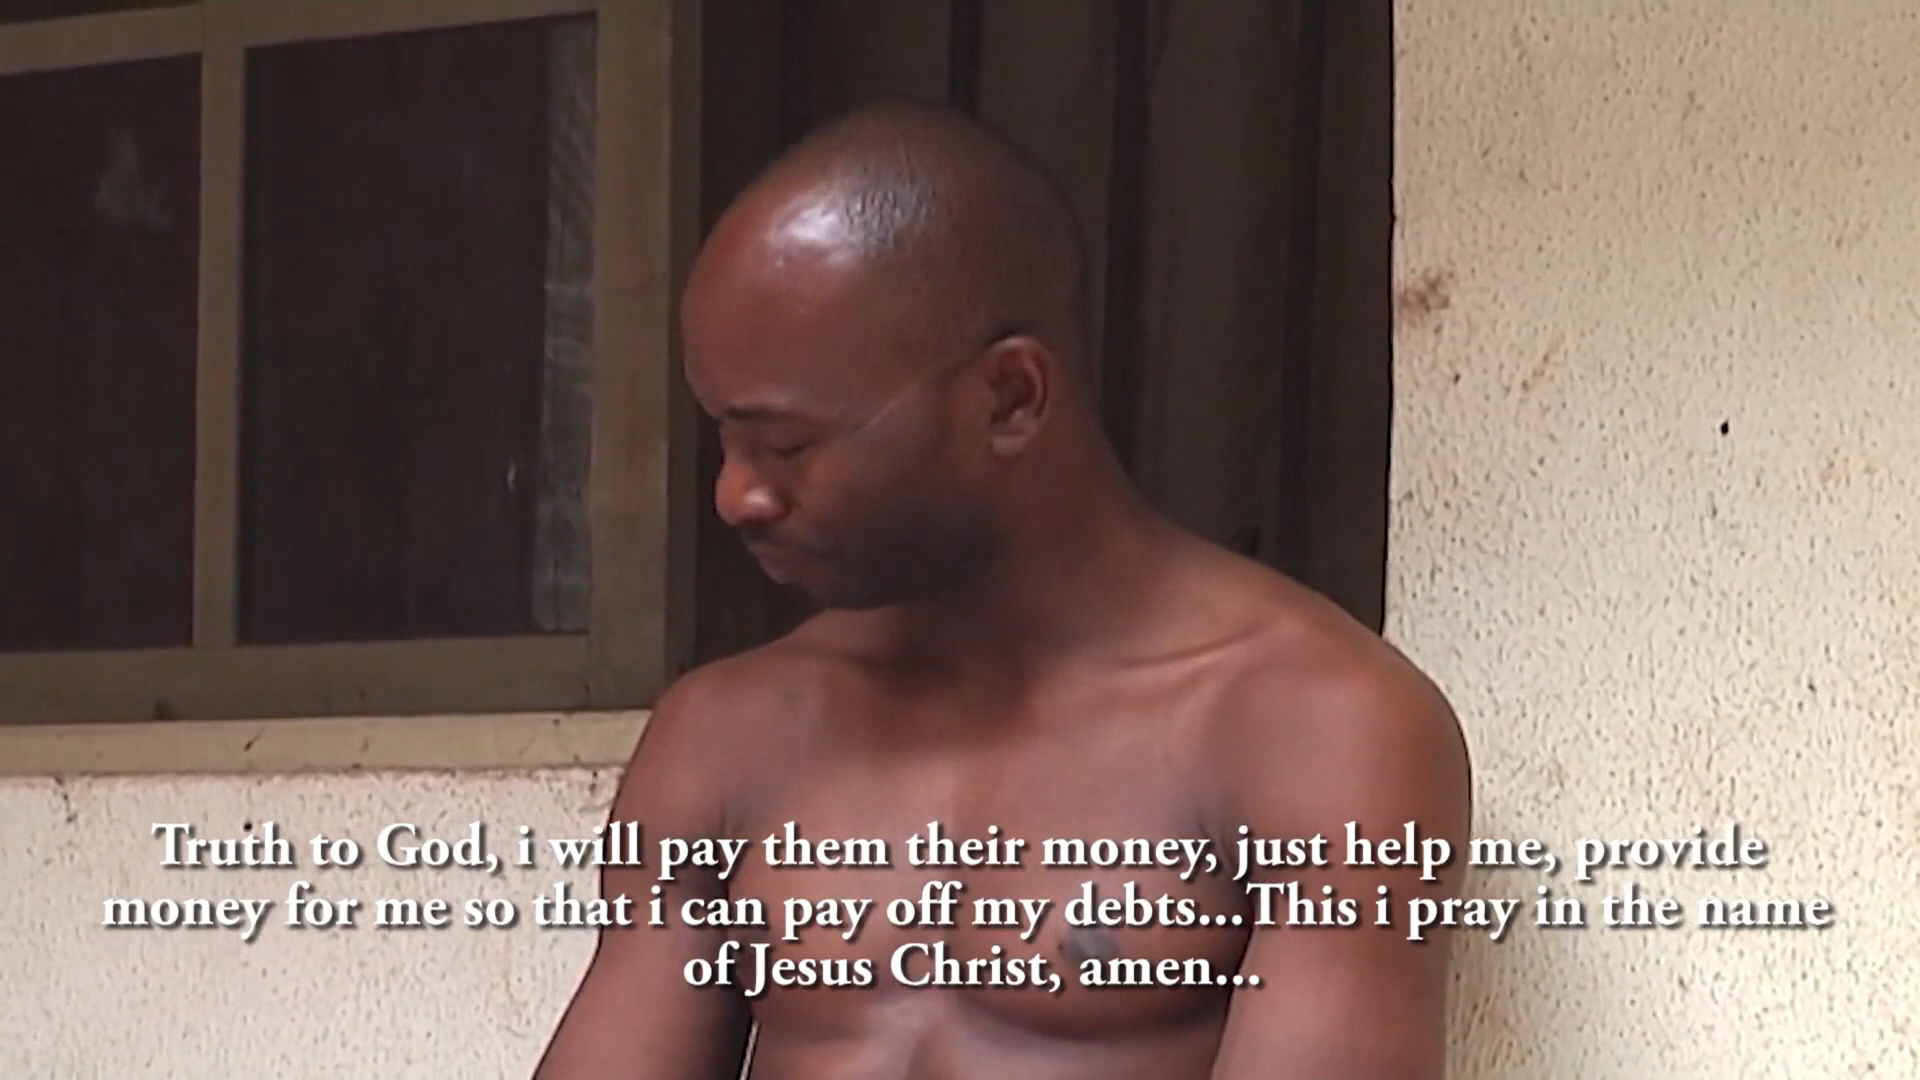 Truth to God, i will pay them their money, just help me, provide
money for me so that i can pay off my debts...This i pray in the name
of Jesus Christ, amen...